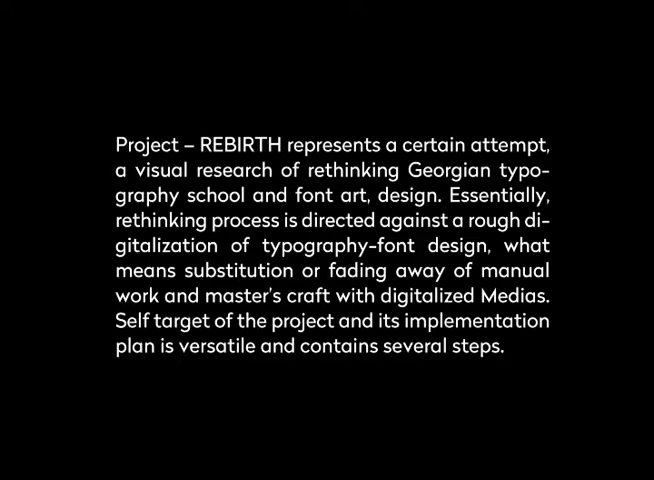 Project – REBIRTH represents a certain attempt,
a visual research of rethinking Georgian typo-
graphy school and font art, design. Essentially,
rethinking process is directed against a rough di-
gitalization of typography-font design, what
means substitution or fading away of manual
work and master's craft with digitalized Medias.
Self target of the project and its implementation
plan is versatile and contains several steps.